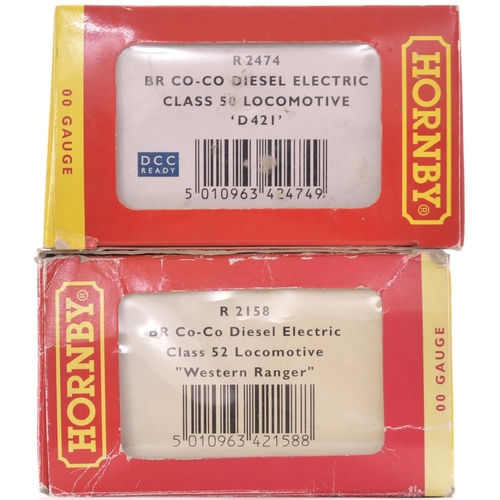 00 GAUGE
R2474
BR CO-CO DIESEL ELECTRIC
CLASS 50 LOCOMOTIVE
'D421'
DCC
READY
5 010963 424749
HORNBY®
HORNBY®
R 2158
BR Co-Co Diesel Electric
Class 52 Locomotive
"Western Ranger"
5 010963 421588
00 GAUGE